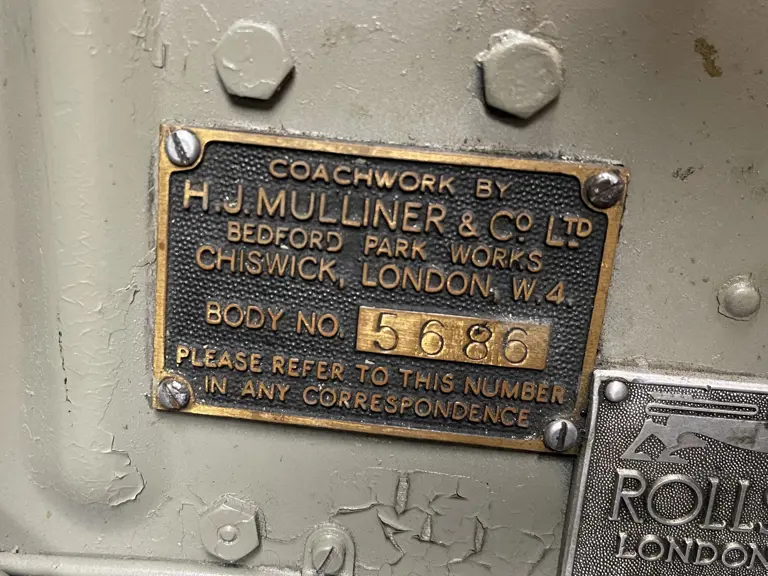 COACHWORK BY
H.J. MULLINER & CO LTD
BEDFORD PARK WORKS
CHISWICK, LONDON, W.4.
BODY NO. 5686
PLEASE REFER TO THIS NUMBER
IN ANY CORRESPONDENCE
ROLLS
LONDON